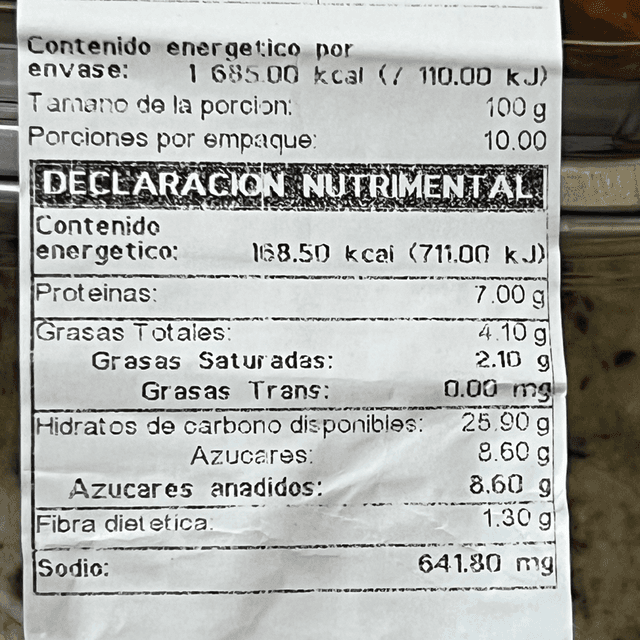 Contenido energetico por
envase: 1 685.00 kcal (7 110.00 kJ)
Tamano de la porcion: 100 g
Porciones por empaque: 10.00
DECLARACION NUTRIMENTAL
Contenido
energetico: 168.50 kcal (711.00 kJ)
Proteinas: 7.00 g
Grasas Totales: 4.10 g
Grasas Saturadas: 2.10 g
Grasas Trans: 0.00 mg
Hidratos de carbono disponibles: 25.90 g
Azucares: 8.60 g
Azucares anadidos: 8.60 g
Fibra dietetica: 1.30 g
Sodio: 641.80 mg